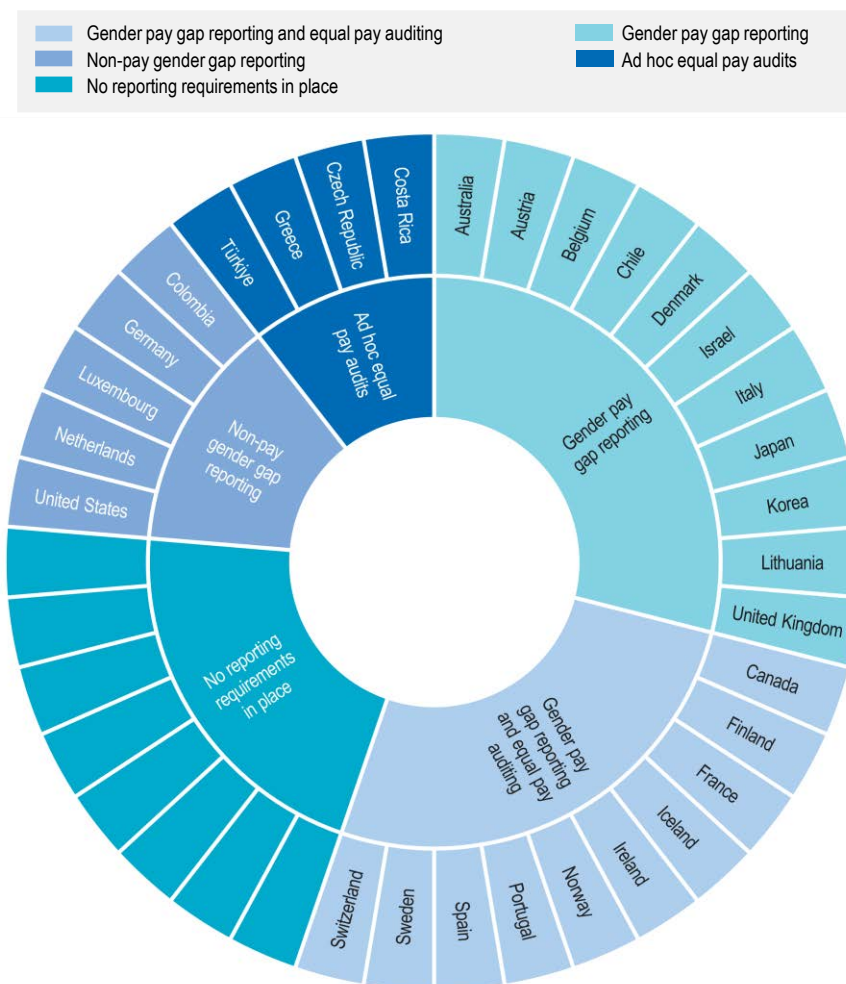 Gender pay gap reporting and equal pay auditing
Gender pay gap reporting
Non-pay gender gap reporting
Ad hoc equal pay audits
No reporting requirements in place
Australia
Austria
Belgium
Chile
Denmark
Israel
Italy
Japan
Korea
Lithuania
United Kingdom
Canada
Finland
France
Iceland
Ireland
Norway
Portugal
Spain
Sweden
Switzerland
United States
Netherlands
Luxembourg
Germany
Colombia
Türkiye
Greece
Czech Republic
Costa Rica
Gender pay
gap reporting
Gender pay
gap reporting
and equal pay
auditing
No reporting
requirements
in place
Non-pay
gender gap
reporting
Ad hoc equal
pay audits